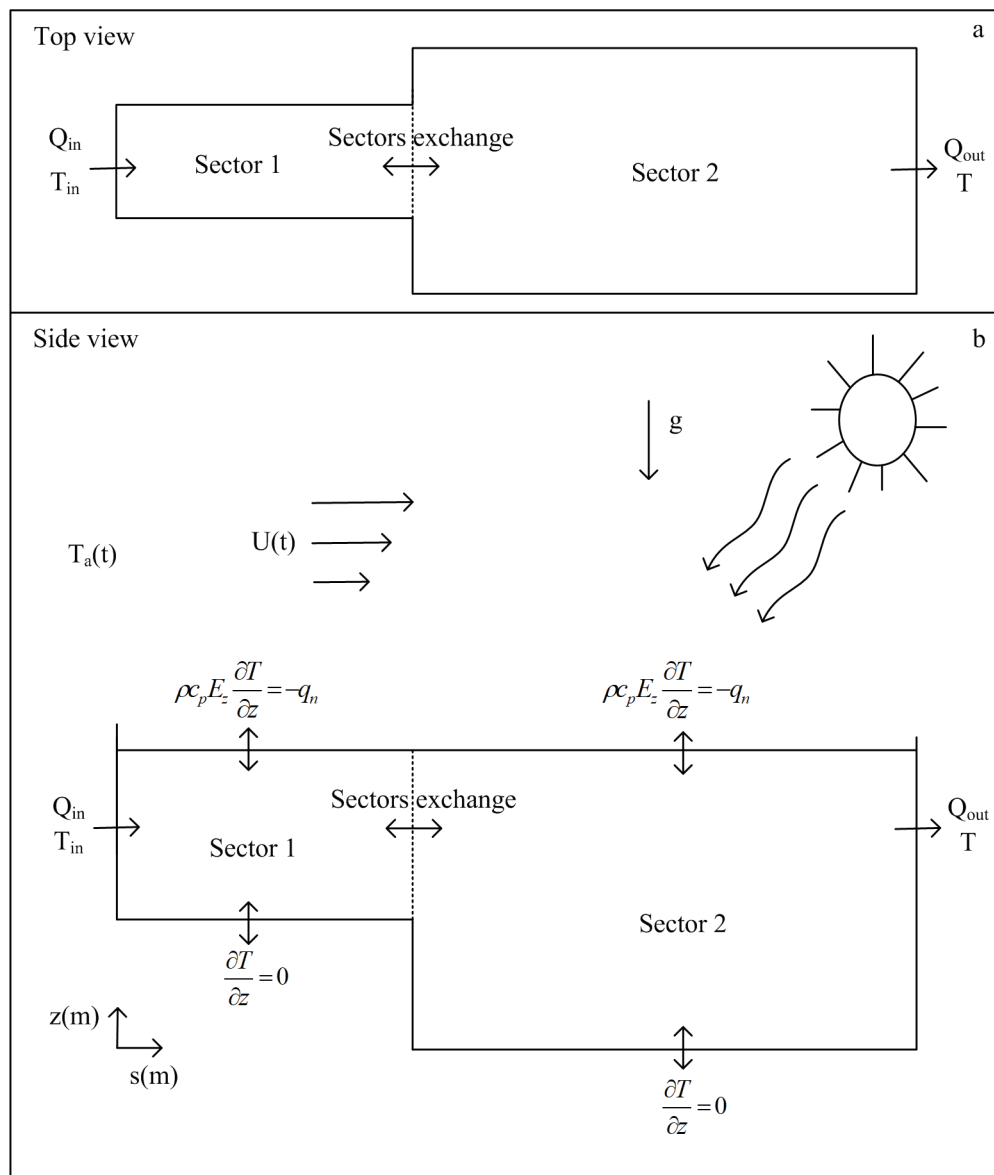 Top view
a
Q_in
T_in
Sector 1
Sectors exchange
Sector 2
Q_out
T
Side view
b
g
T_a(t)
U(t)
ρc_pE_z ∂T/∂z = -q_n
ρc_pE_z ∂T/∂z = -q_n
Q_in
T_in
Sectors exchange
Sector 1
Q_out
T
Sector 2
∂T/∂z = 0
z(m)
s(m)
∂T/∂z = 0